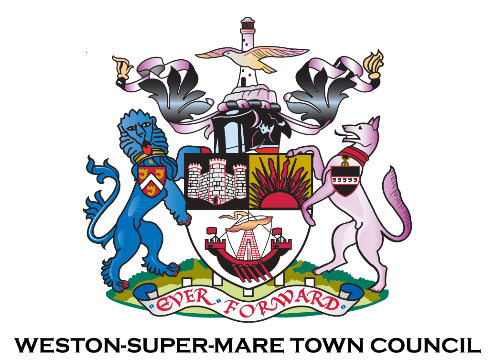 EVER FORWARD
WESTON-SUPER-MARE TOWN COUNCIL